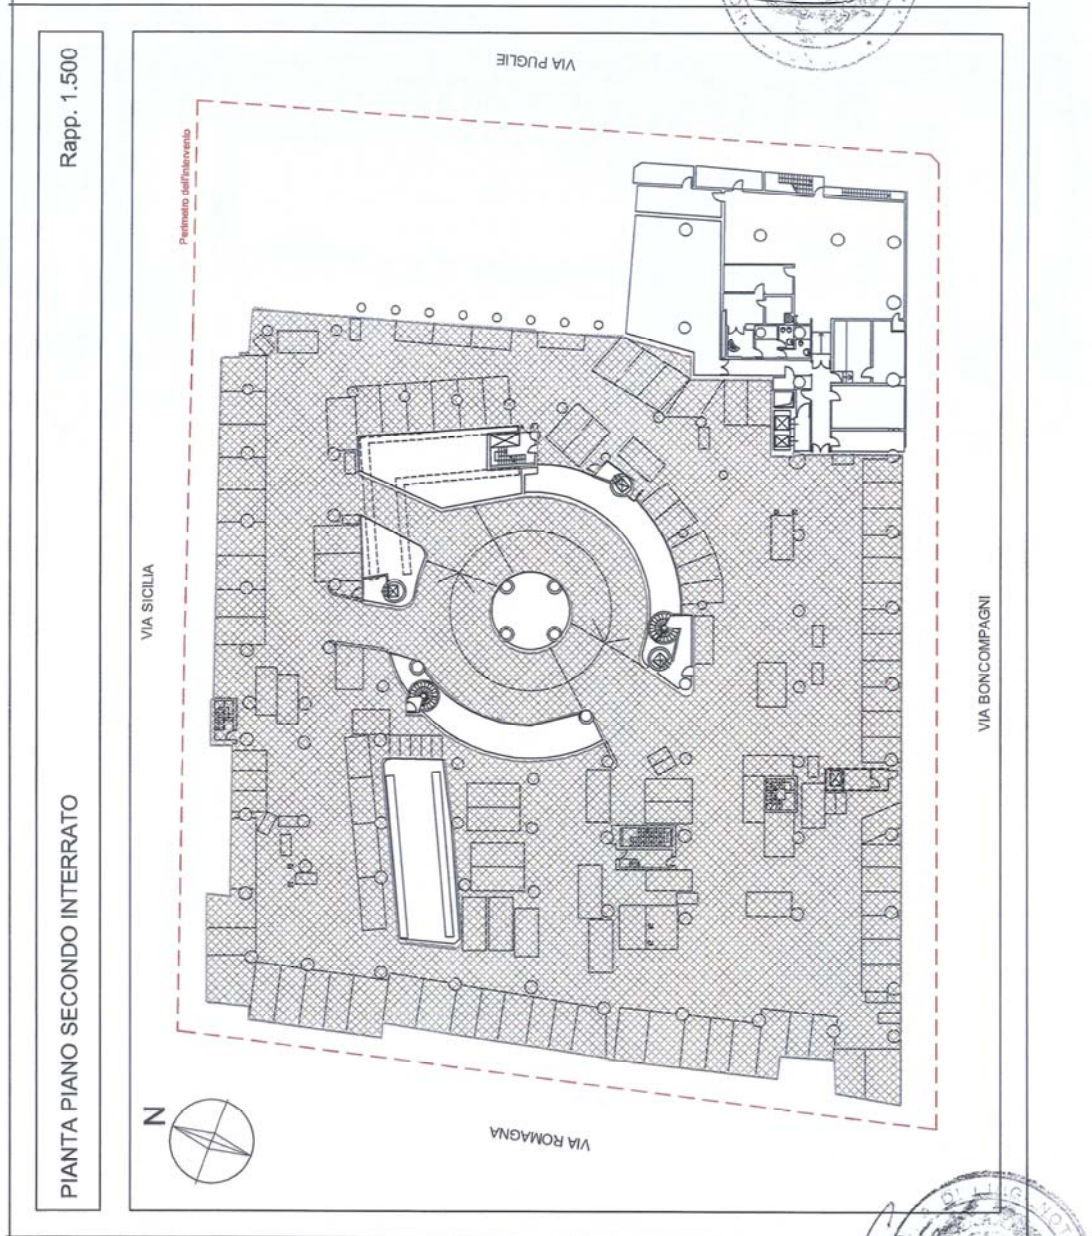 PIANTA PIANO SECONDO INTERRATO
Rapp. 1.500
VIA PUGLIE
Perimetro dell'intervento
VIA SICILIA
VIA BONCOMPAGNI
VIA ROMAGNA
N